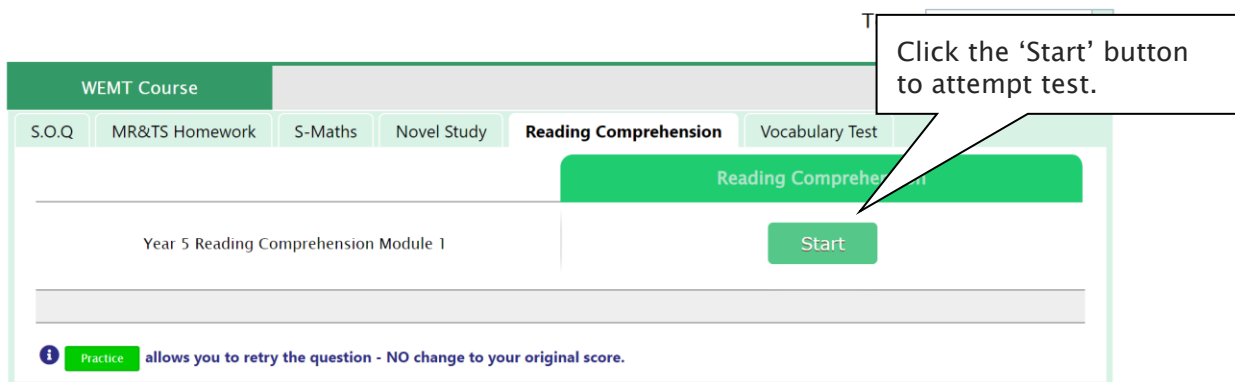 Click the ‘Start’ button
to attempt test.
WEMT Course
S.O.Q MR&TS Homework S-Maths Novel Study Reading Comprehension Vocabulary Test
Reading
Year 5 Reading Comprehension Module 1
Start
Practice allows you to retry the question - NO change to your original score.